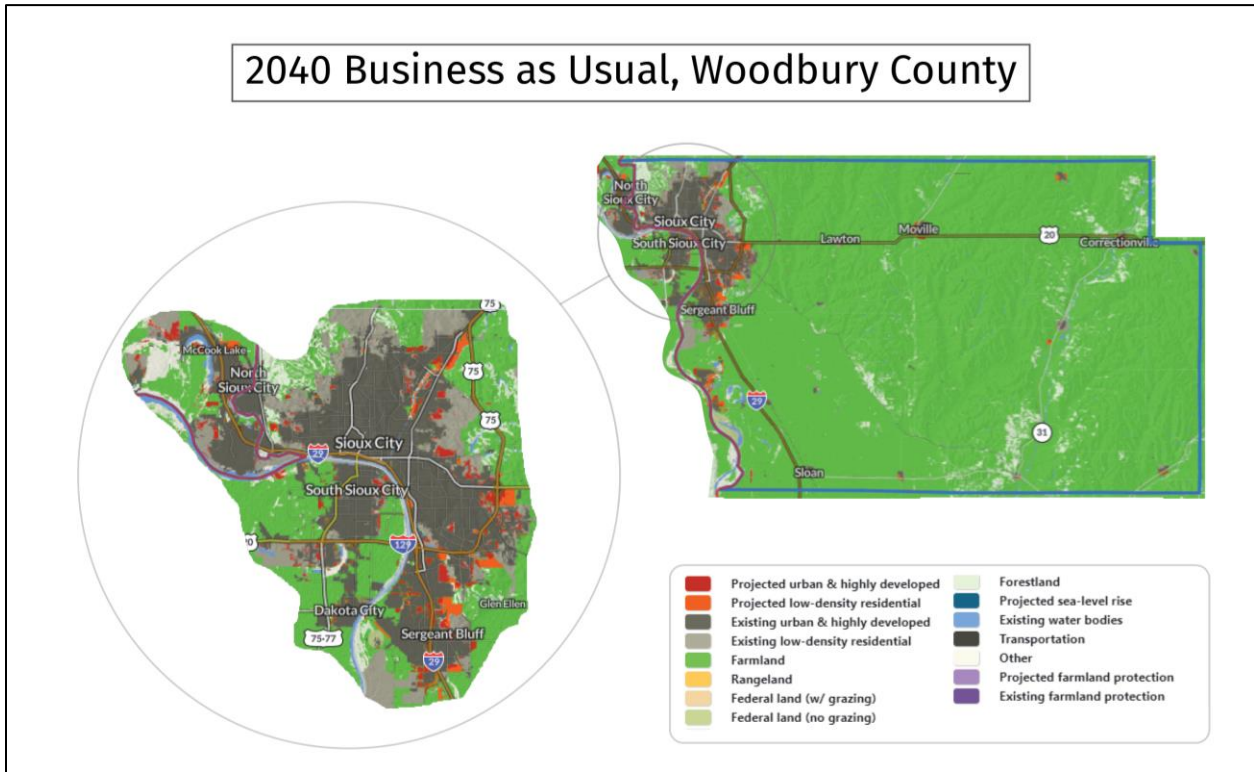 2040 Business as Usual, Woodbury County
North
Sioux City
Sioux City
South Sioux City
Lawton
Moville
20
Correctionville
Sergeant Bluff
29
31
Sloan
75
McCook Lake
North
Sioux City
75
75
Sioux City
29
South Sioux City
20
129
Glen Ellen
Dakota City
75-77
Sergeant Bluff
29
Projected urban & highly developed
Projected low-density residential
Existing urban & highly developed
Existing low-density residential
Farmland
Rangeland
Federal land (w/ grazing)
Federal land (no grazing)
Forestland
Projected sea-level rise
Existing water bodies
Transportation
Other
Projected farmland protection
Existing farmland protection